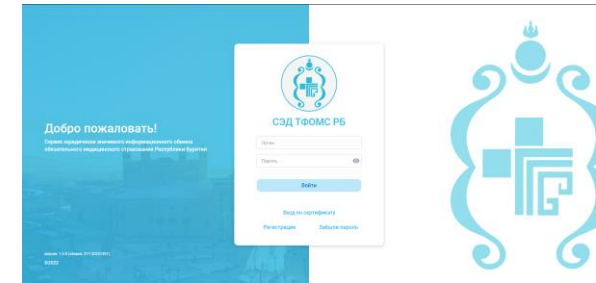 Добро пожаловать!
Сервис юридически значимого информационного обмена
обязательного медицинского страхования Республики Бурятия
СЭД ТФОМС РБ
Логин
Пароль
Войти
Вход по сертификату
Регистрация
Забыли пароль
©2022